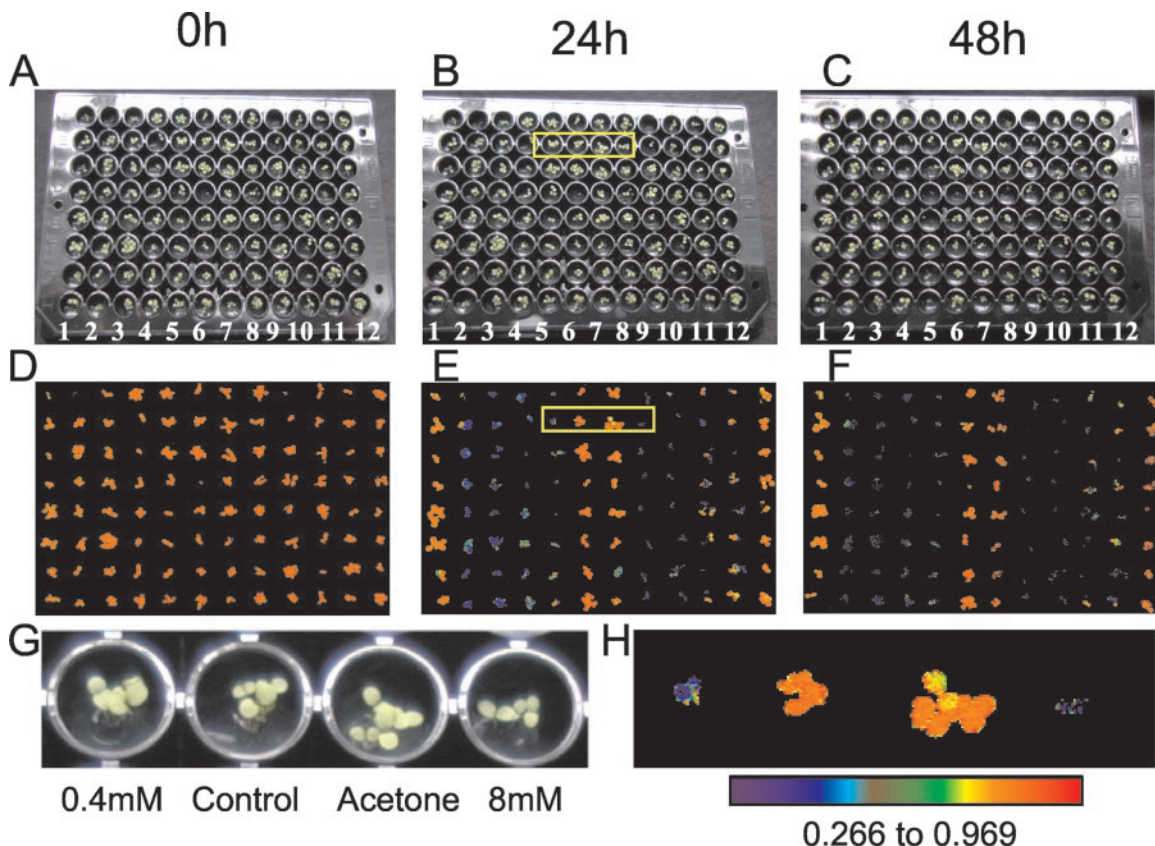 0h 24h 48h
A B C
1 2 3 4 5 6 7 8 9 10 11 12 1 2 3 4 5 6 7 8 9 10 11 12 1 2 3 4 5 6 7 8 9 10 11 12
D E F
G H
0.4mM Control Acetone 8mM
0.266 to 0.969